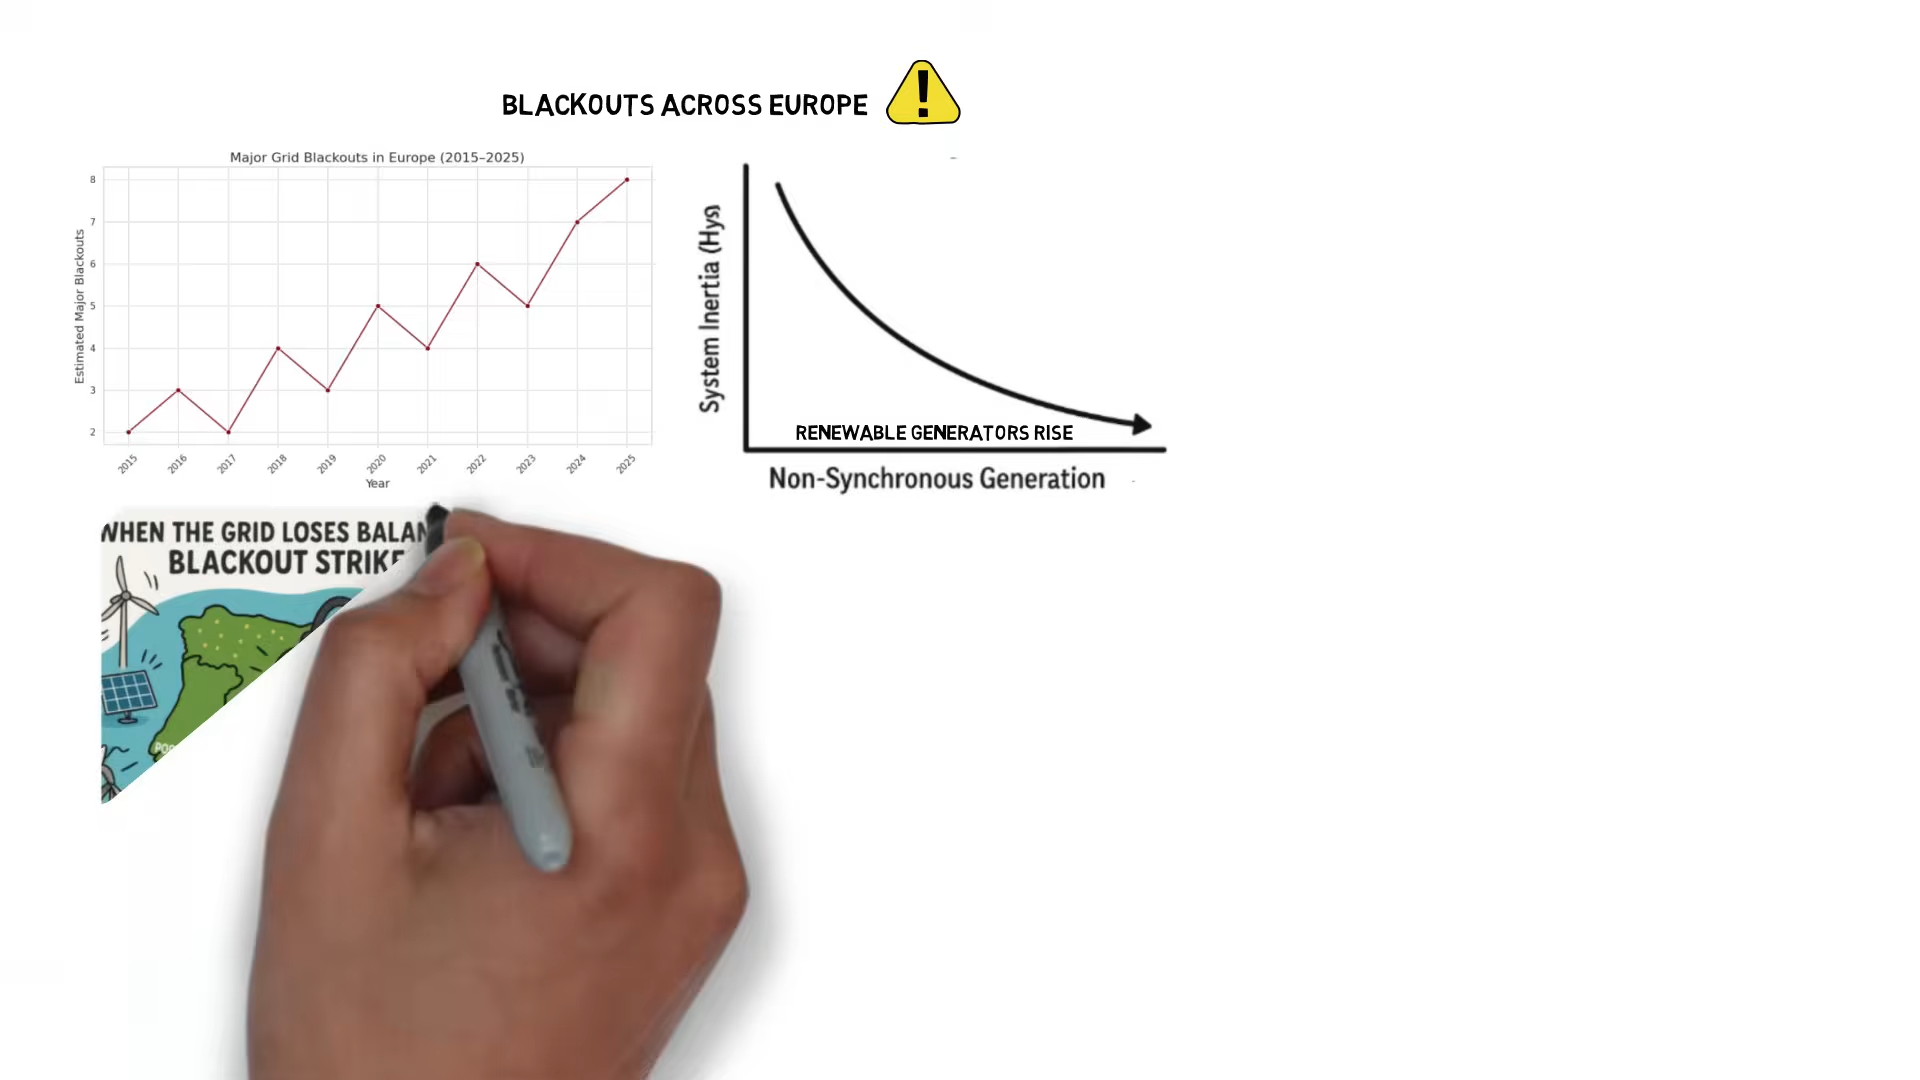 BLACKOUTS ACROSS EUROPE
Major Grid Blackouts in Europe (2015–2025)
Estimated Major Blackouts
8
7
6
5
4
3
2
2015 2016 2017 2018 2019 2020 2021 2022 2023 2024 2025
Year
System Inertia (Hys)
RENEWABLE GENERATORS RISE
Non-Synchronous Generation
WHEN THE GRID LOSES BALAN
BLACKOUT STRIKE